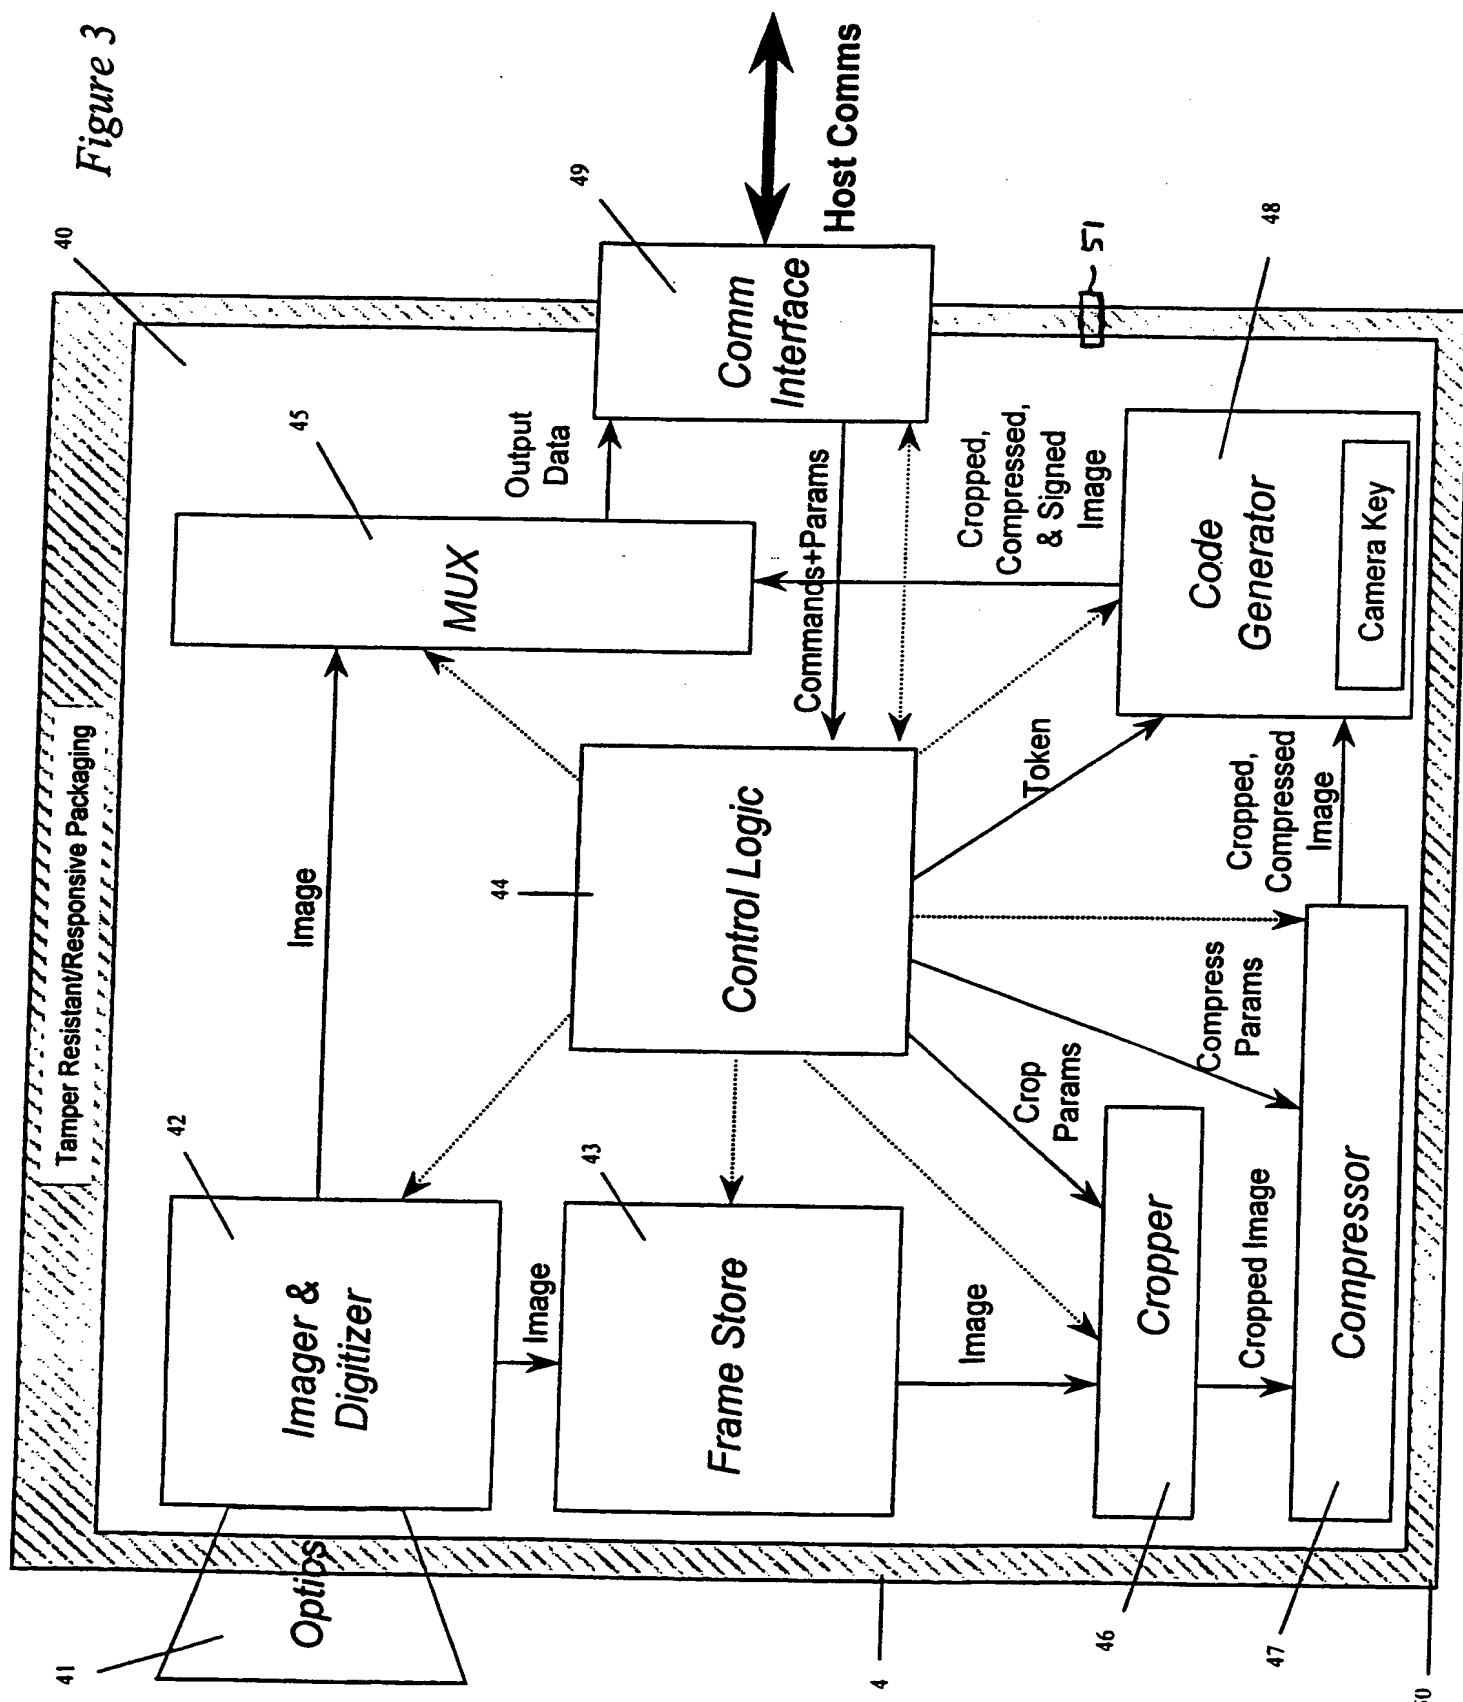 Figure 3
Tamper Resistant/Responsive Packaging
40
41
Optics
42
Imager &
Digitizer
Image
45
MUX
Output
Data
49
Comm
Interface
Host Comms
Image
43
Frame Store
44
Control Logic
Commands+Params
Image
Crop
Params
Compress
Params
Token
Cropped,
Compressed,
& Signed
Image
51
4
46
Cropper
Cropped Image
47
Compressor
Cropped,
Compressed
Image
48
Code
Generator
Camera Key